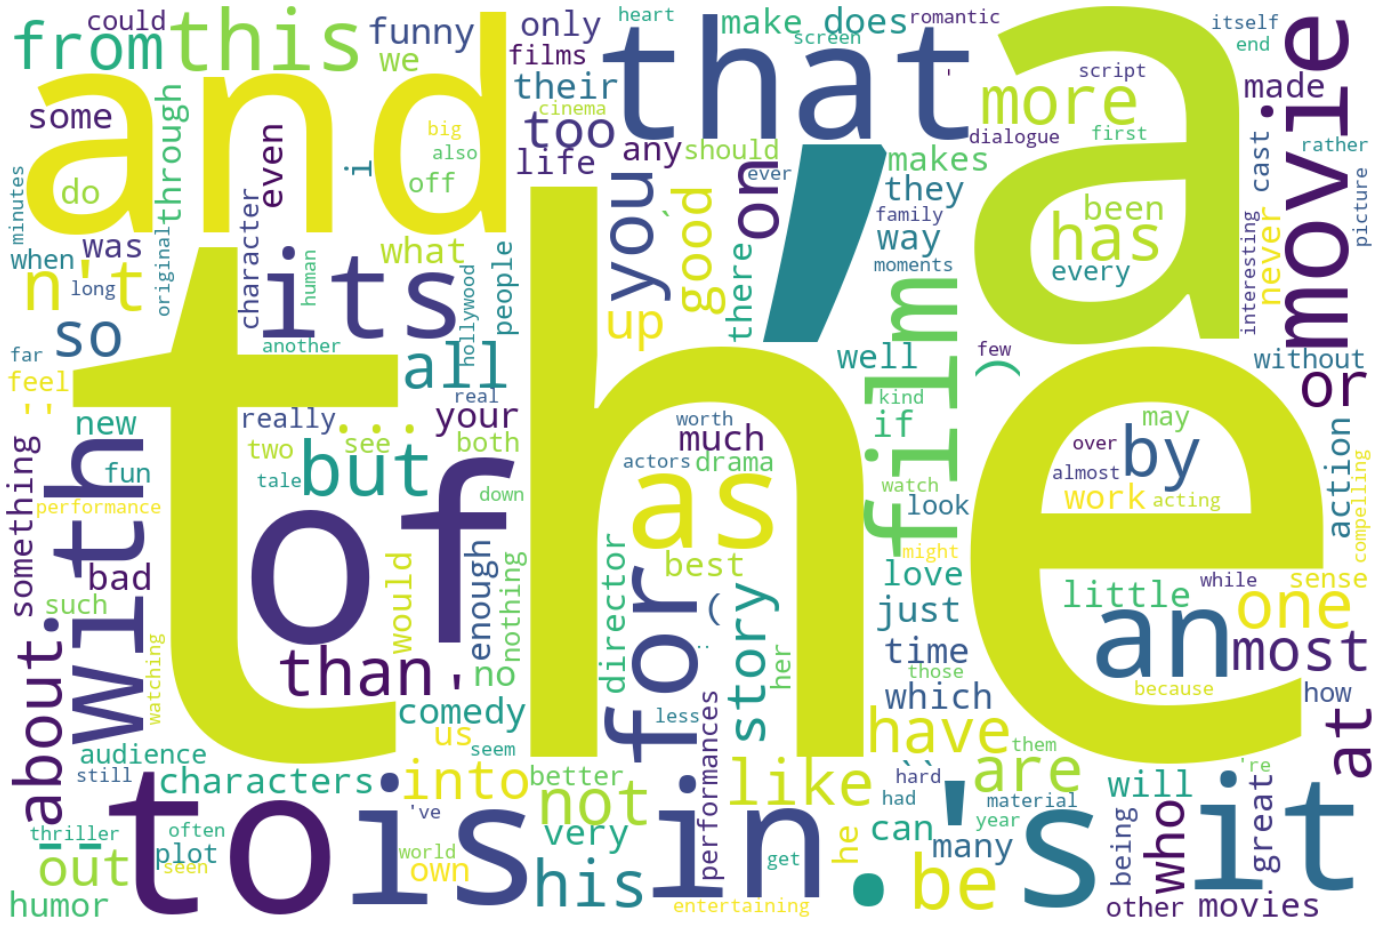 could
from
this
funny
we
only
films
heart
make
does
screen
romantic
that
a
itself
end
script
made
movie
.
more
dialogue
first
cast
rather
picture
and
some
through
even
i
big
also
off
do
their
cinema
too
life
any
should
ever
on
you
`
good
,
makes
they
family
way
moments
been
has
every
never
interesting
minutes
when
was
n't
long
original
character
its
human
what
hollywood
people
there
up
so
another
the
far
feel
''
new
all
real
well
film
kind
if
few
)
without
or
really
...
your
see
both
two
but
tale
fun
performance
something
with
bad
such
of
down
worth
much
actors
drama
as
best
watch
look
might
love
may
over
by
almost
work
acting
action
compelling
sense
while
little
one
an
most
because
how
at
would
enough
nothing
no
director
for
(
:
story
her
just
time
those
which
have
them
than
'
comedy
us
seem
less
performances
about
.
watching
audience
still
characters
to
is
into
've
better
not
very
his
in
like
``
hard
had
's
are
material
year
can
many
be
he
.
get
entertaining
will
're
it
great
who
being
other
movies
thriller
--
out
often
plot
seen
humor
world
own